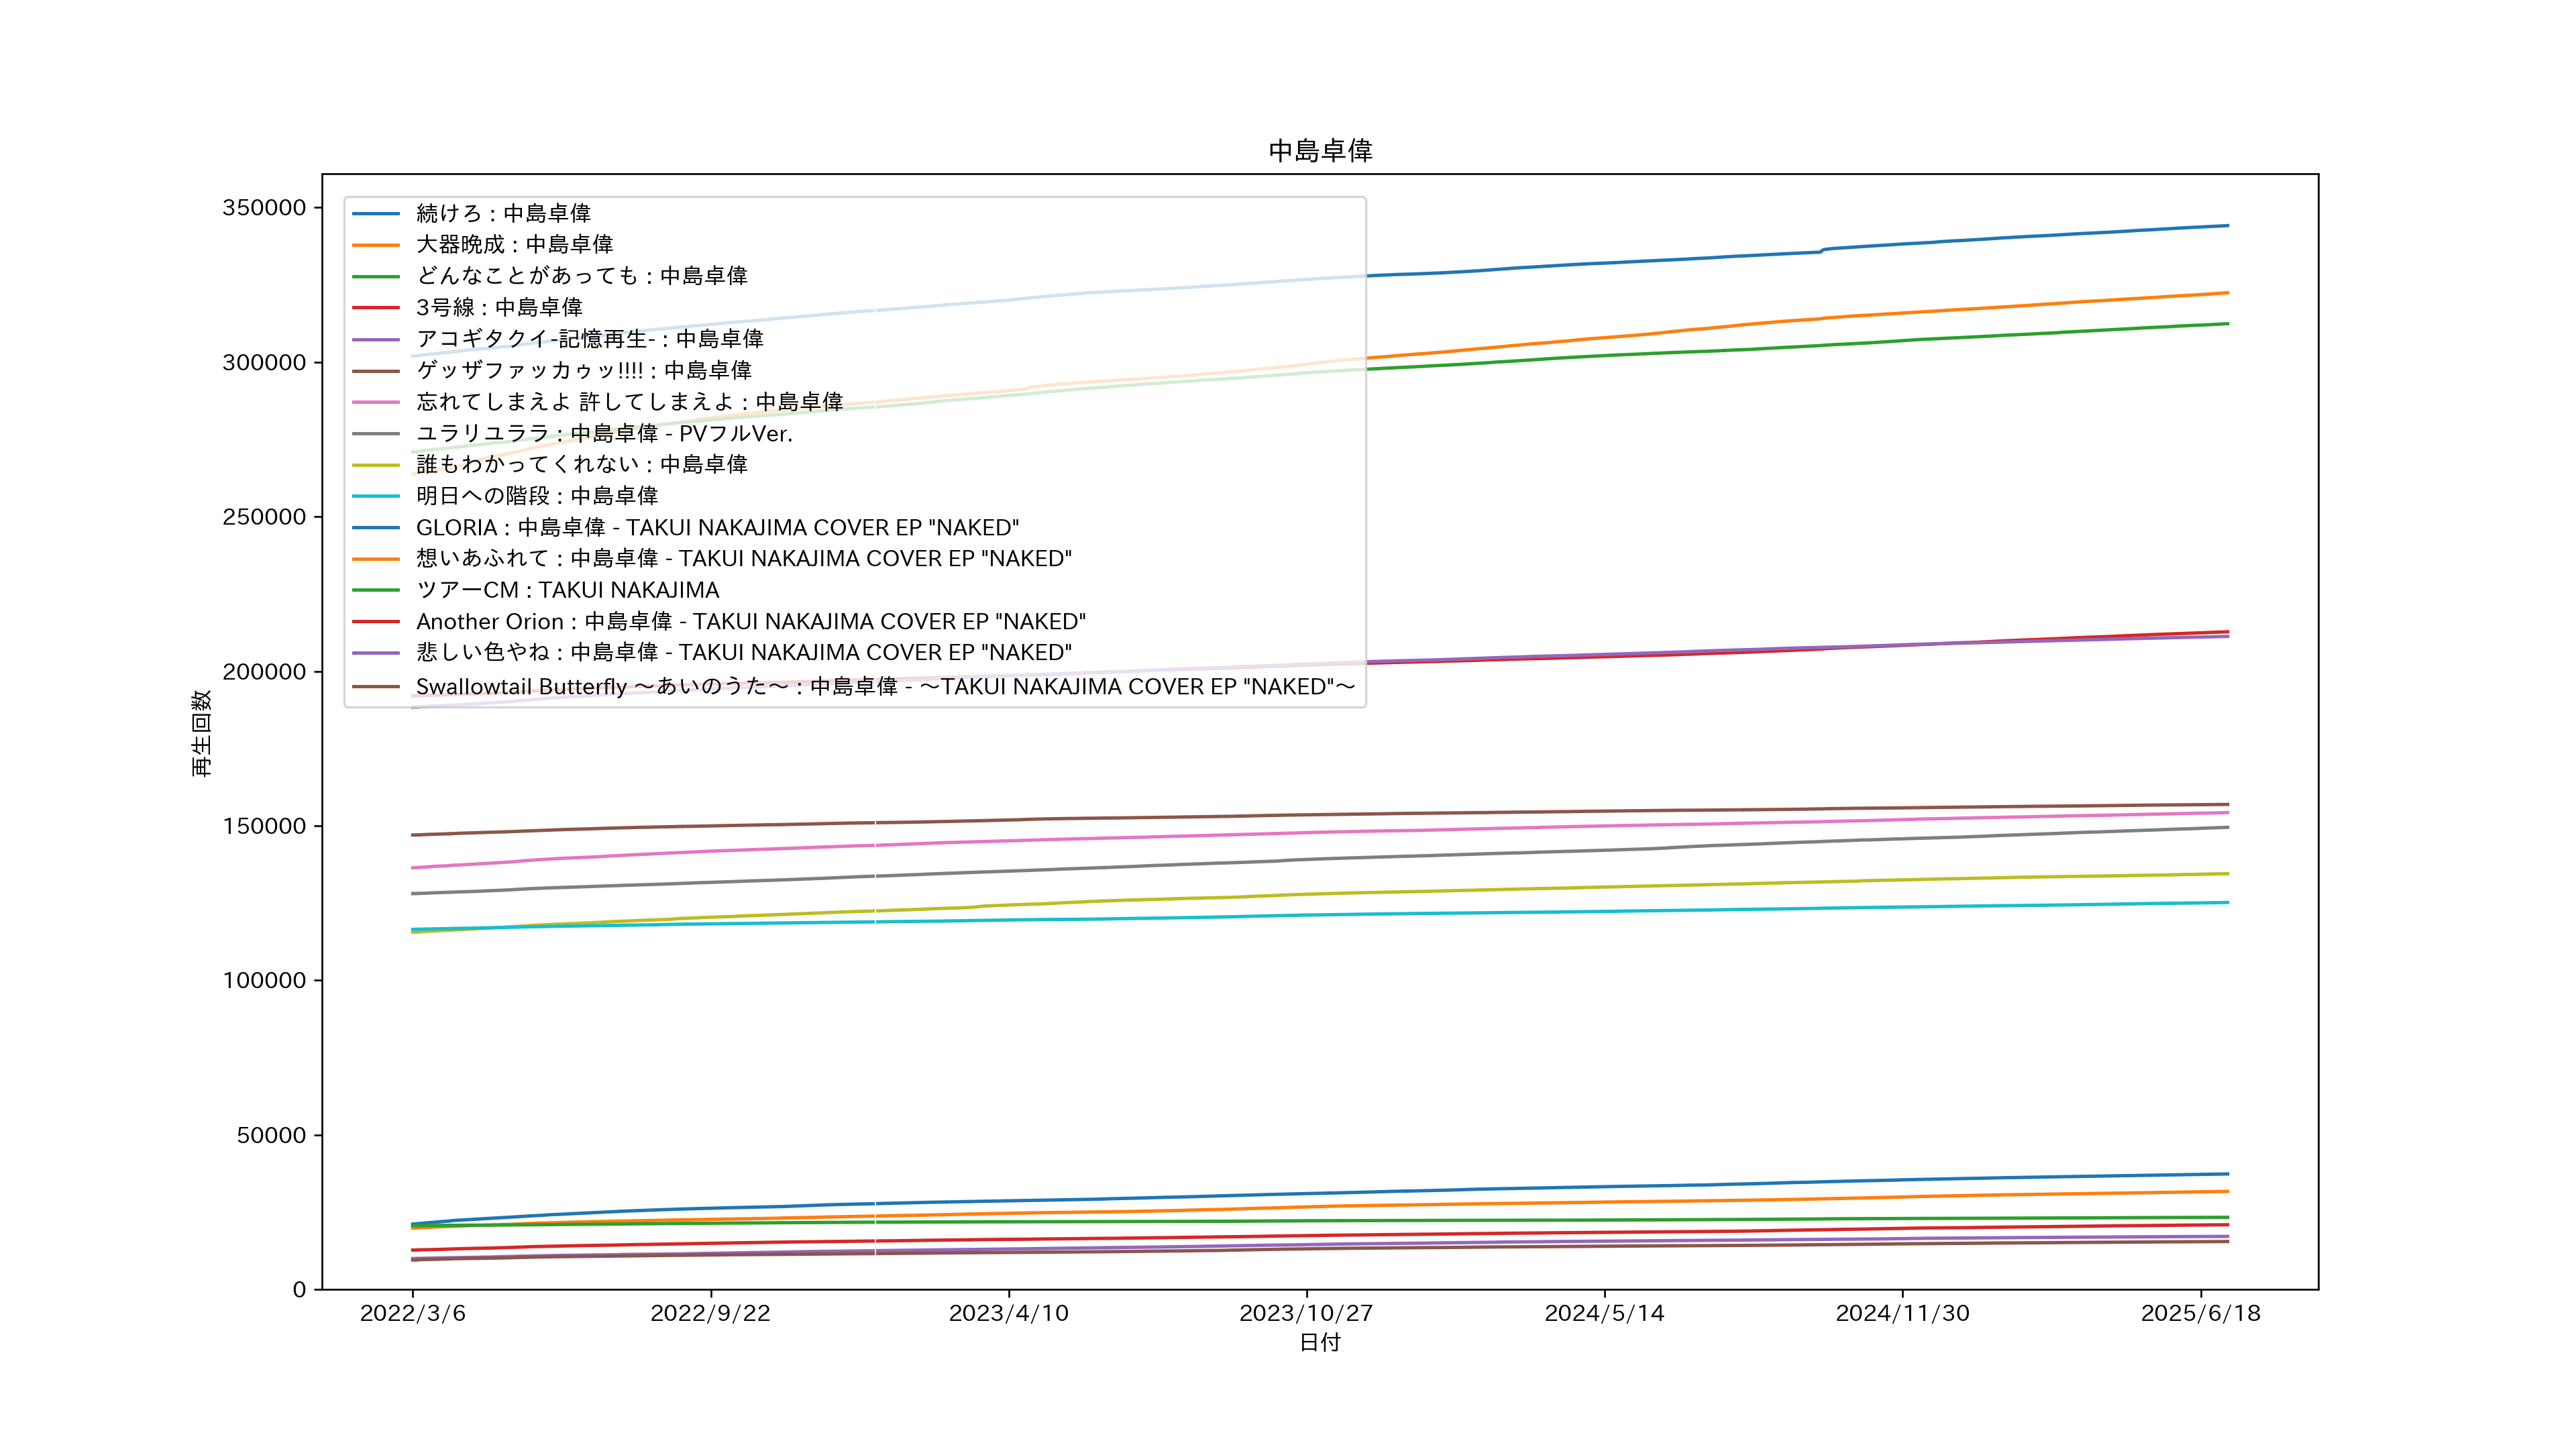 中島卓偉
350000
300000
250000
200000
150000
100000
50000
0
再生回数
続けろ : 中島卓偉
大器晩成 : 中島卓偉
どんなことがあっても : 中島卓偉
3号線 : 中島卓偉
アコギタクイ-記憶再生- : 中島卓偉
ゲッザファッカゥッ!!!! : 中島卓偉
忘れてしまえよ 許してしまえよ : 中島卓偉
ユラリユララ : 中島卓偉 - PVフルVer.
誰もわかってくれない : 中島卓偉
明日への階段 : 中島卓偉
GLORIA : 中島卓偉 - TAKUI NAKAJIMA COVER EP "NAKED"
想いあふれて : 中島卓偉 - TAKUI NAKAJIMA COVER EP "NAKED"
ツアーCM : TAKUI NAKAJIMA
Another Orion : 中島卓偉 - TAKUI NAKAJIMA COVER EP "NAKED"
悲しい色やね : 中島卓偉 - TAKUI NAKAJIMA COVER EP "NAKED"
Swallowtail Butterfly ～あいのうた～ : 中島卓偉 - ～TAKUI NAKAJIMA COVER EP "NAKED"～
2022/3/6 2022/9/22 2023/4/10 2023/10/27 2024/5/14 2024/11/30 2025/6/18
日付